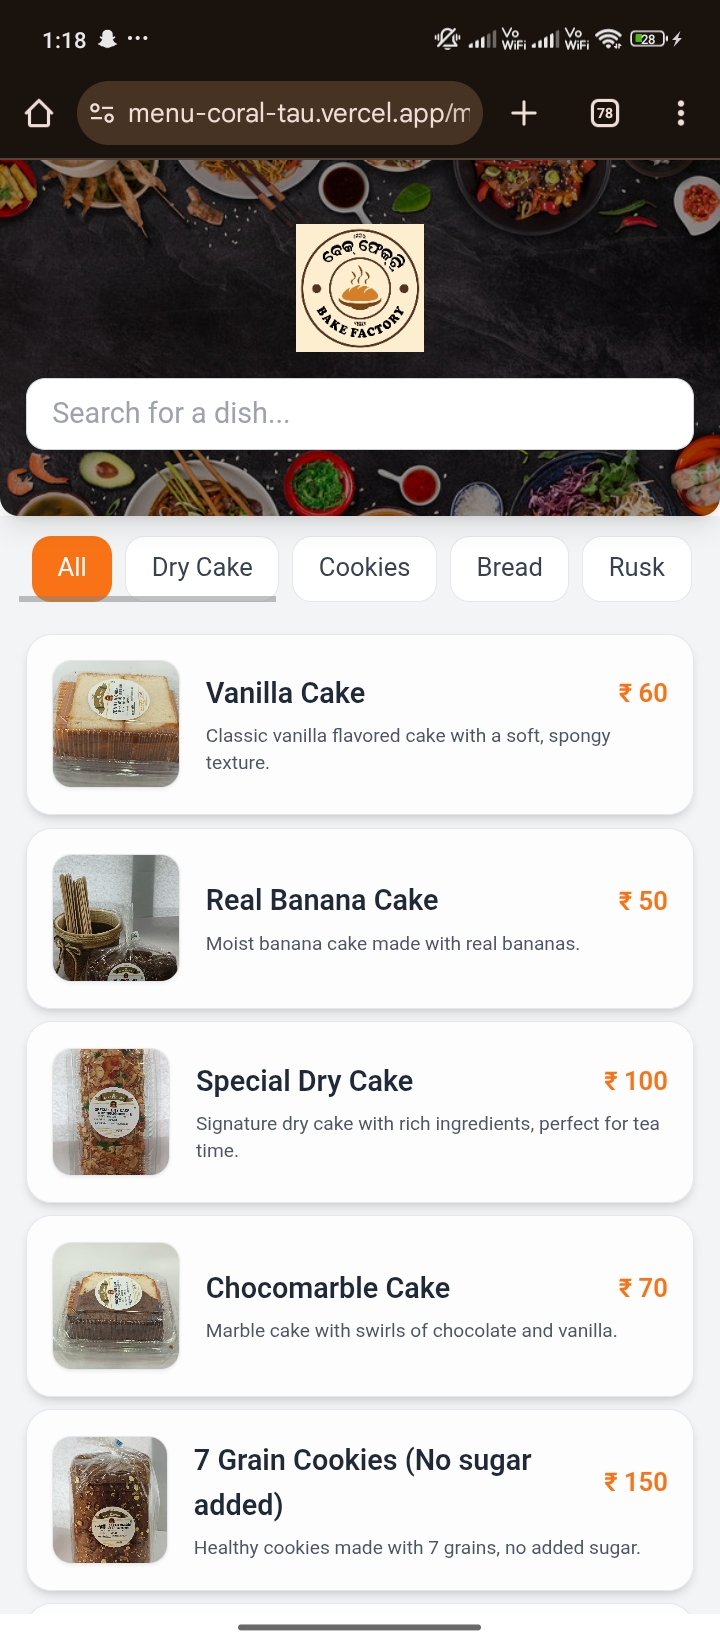 1:18
Vo
WiFi
Vo
WiFi
28
menu-coral-tau.vercel.app/m
78
ବେକ୍ ଫେକ୍ଟ୍ରି
BAKE FACTORY
Search for a dish...
All
Dry Cake
Cookies
Bread
Rusk
Vanilla Cake
₹ 60
Classic vanilla flavored cake with a soft, spongy
texture.
Real Banana Cake
₹ 50
Moist banana cake made with real bananas.
Special Dry Cake
₹ 100
Signature dry cake with rich ingredients, perfect for tea
time.
Chocomarble Cake
₹ 70
Marble cake with swirls of chocolate and vanilla.
7 Grain Cookies (No sugar
added)
₹ 150
Healthy cookies made with 7 grains, no added sugar.